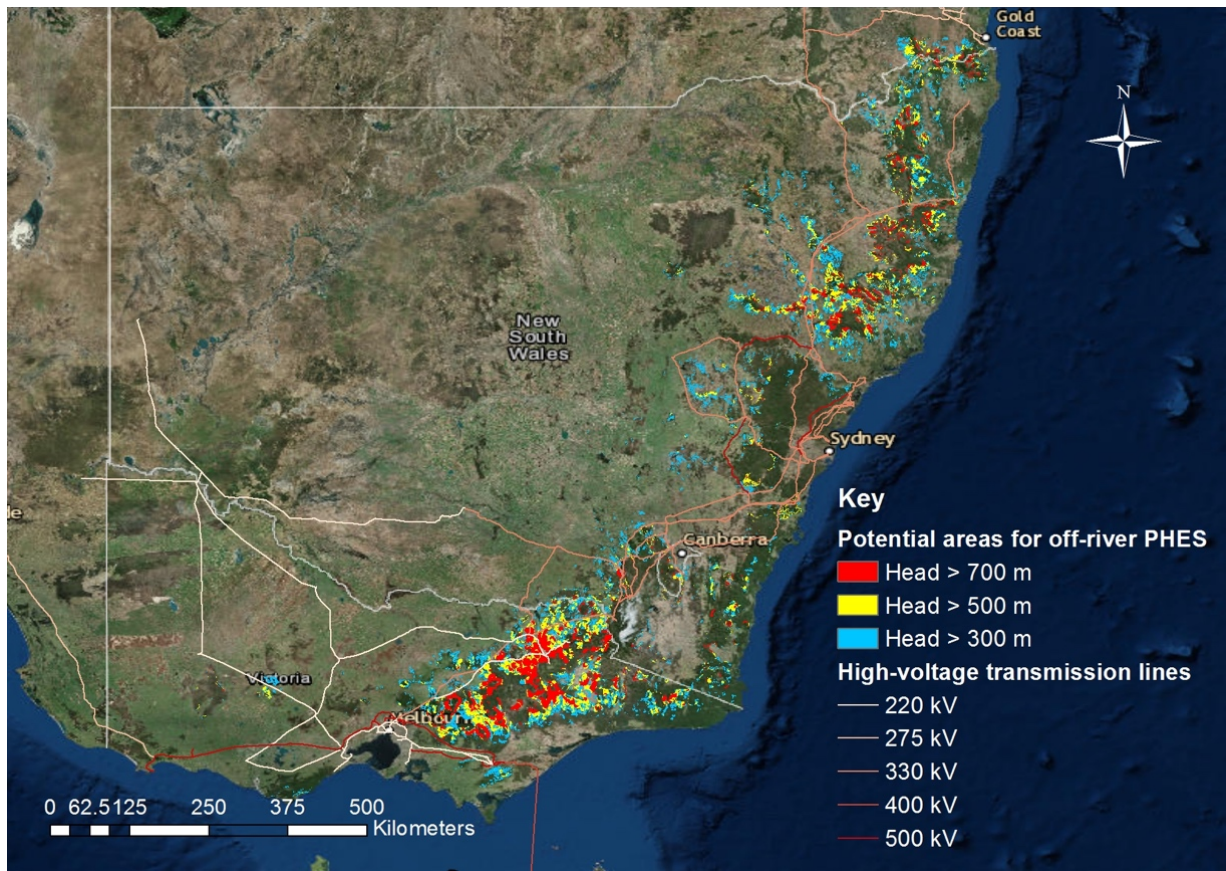 Gold
Coast
N
New
South
Wales
Sydney
Key
Potential areas for off-river PHES
Head > 700 m
Head > 500 m
Head > 300 m
High-voltage transmission lines
220 kV
275 kV
330 kV
400 kV
500 kV
de
Canberra
Victoria
Melbourn
0 62.5 125 250 375 500
Kilometers